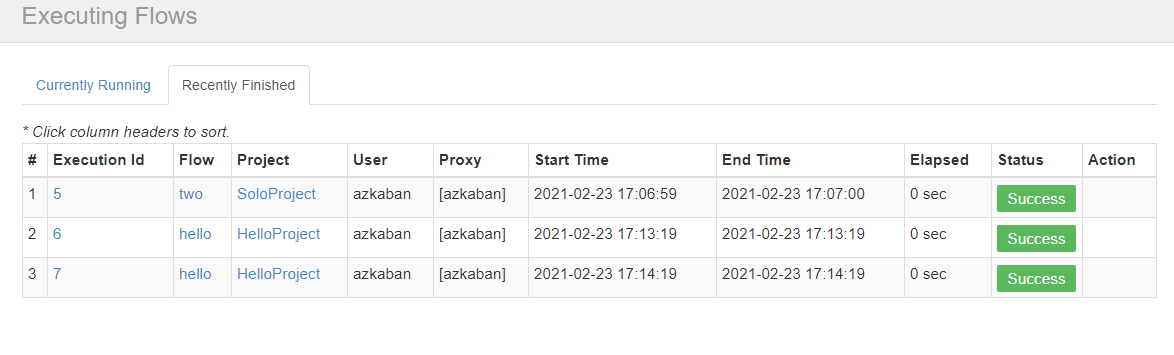 Executing Flows
Currently Running Recently Finished
* Click column headers to sort.
# Execution Id Flow Project User Proxy Start Time End Time Elapsed Status Action
1 5 two SoloProject azkaban [azkaban] 2021-02-23 17:06:59 2021-02-23 17:07:00 0 sec Success
2 6 hello HelloProject azkaban [azkaban] 2021-02-23 17:13:19 2021-02-23 17:13:19 0 sec Success
3 7 hello HelloProject azkaban [azkaban] 2021-02-23 17:14:19 2021-02-23 17:14:19 0 sec Success